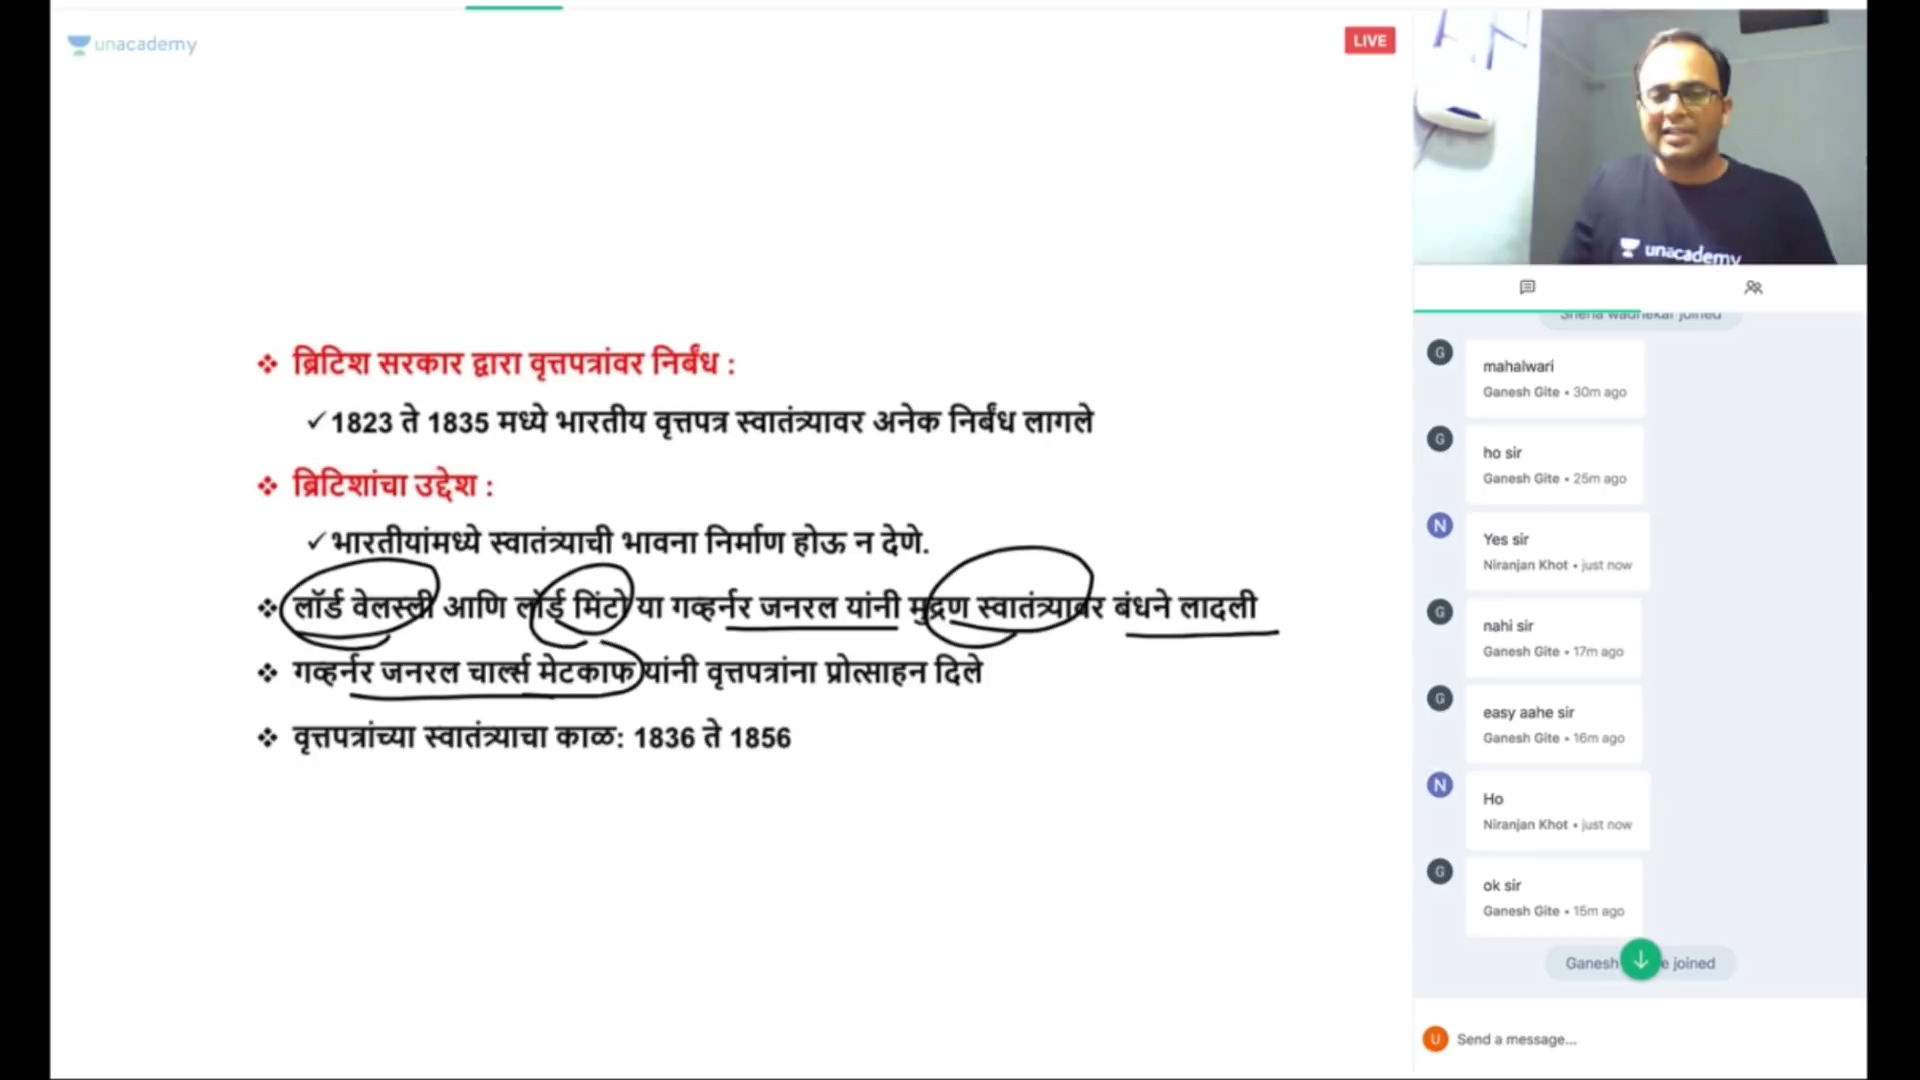 unacademy
LIVE
❖ ब्रिटिश सरकार द्वारा वृत्तपत्रांवर निर्बंध :
✓1823 ते 1835 मध्ये भारतीय वृत्तपत्र स्वातंत्र्यावर अनेक निर्बंध लागले
❖ ब्रिटिशांचा उद्देश :
✓भारतीयांमध्ये स्वातंत्र्याची भावना निर्माण होऊ न देणे.
❖ लॉर्ड वेलस्ली आणि लॉर्ड मिंटो या गव्हर्नर जनरल यांनी मुद्रण स्वातंत्र्यावर बंधने लादली
❖ गव्हर्नर जनरल चार्ल्स मेटकाफ यांनी वृत्तपत्रांना प्रोत्साहन दिले
❖ वृत्तपत्रांच्या स्वातंत्र्याचा काळ: 1836 ते 1856
unacademy
joined
G
mahalwari
Ganesh Gite • 30m ago
G
ho sir
Ganesh Gite • 25m ago
N
Yes sir
Niranjan Khot • just now
G
nahi sir
Ganesh Gite • 17m ago
G
easy aahe sir
Ganesh Gite • 16m ago
N
Ho
Niranjan Khot • just now
G
ok sir
Ganesh Gite • 15m ago
Ganesh joined
U
Send a message...